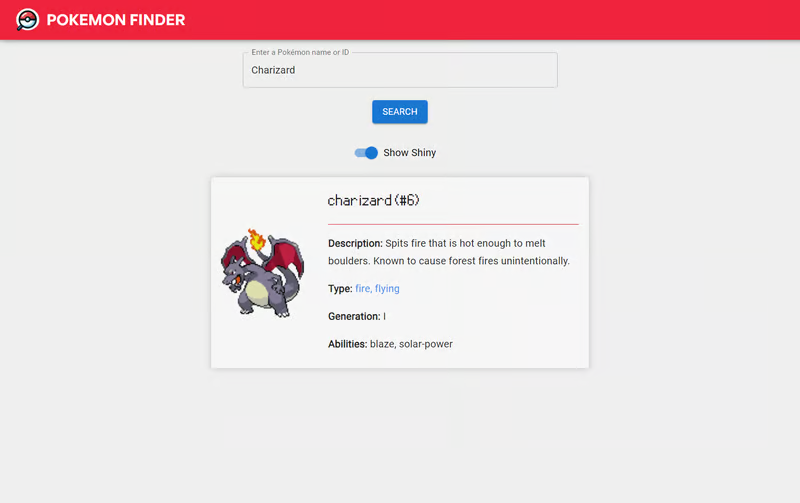 POKEMON FINDER
Enter a Pokémon name or ID
Charizard
SEARCH
Show Shiny
charizard (#6)
Description: Spits fire that is hot enough to melt
boulders. Known to cause forest fires unintentionally.
Type: fire, flying
Generation: I
Abilities: blaze, solar-power